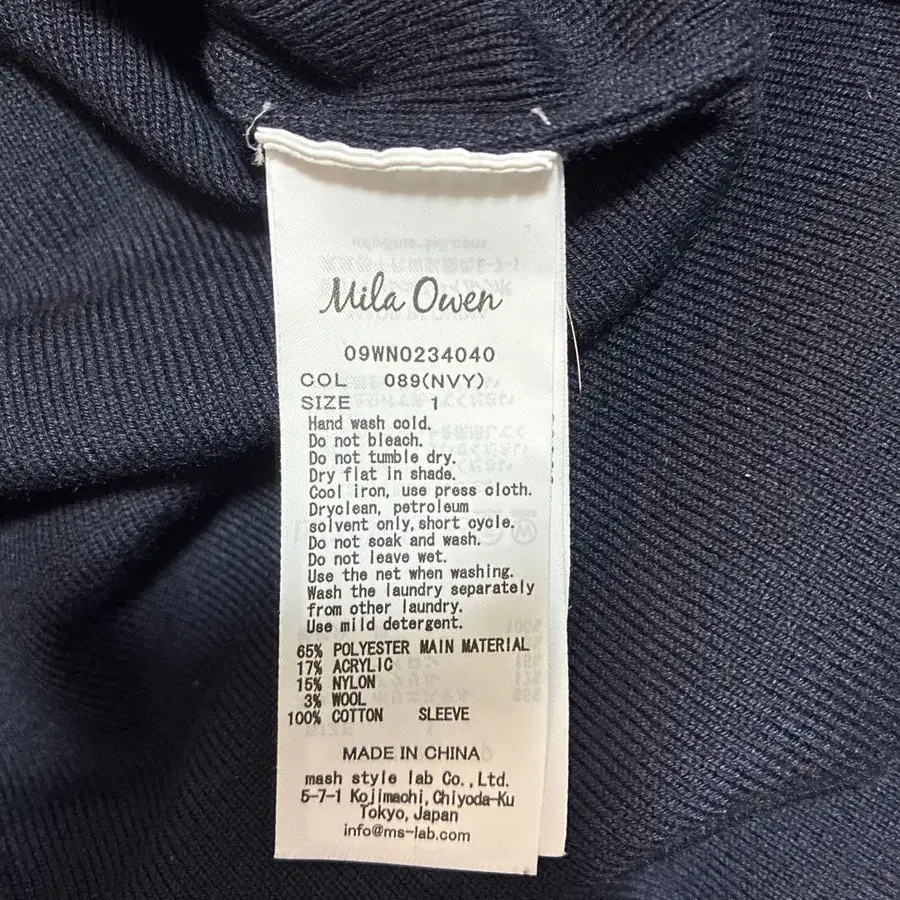 Mila Owen
09WNO234040
COL 089(NVY)
SIZE 1
Hand wash cold.
Do not bleach.
Do not tumble dry.
Dry flat in shade.
Cool iron, use press cloth.
Dryclean, petroleum
solvent only, short cycle.
Do not soak and wash.
Do not leave wet.
Use the net when washing.
Wash the laundry separately
from other laundry.
Use mild detergent.
65% POLYESTER MAIN MATERIAL
17% ACRYLIC
15% NYLON
3% WOOL
100% COTTON SLEEVE
MADE IN CHINA
mash style lab Co.,Ltd.
5-7-1 Kojimachi,Chiyoda-Ku
Tokyo,Japan
info@ms-lab.com